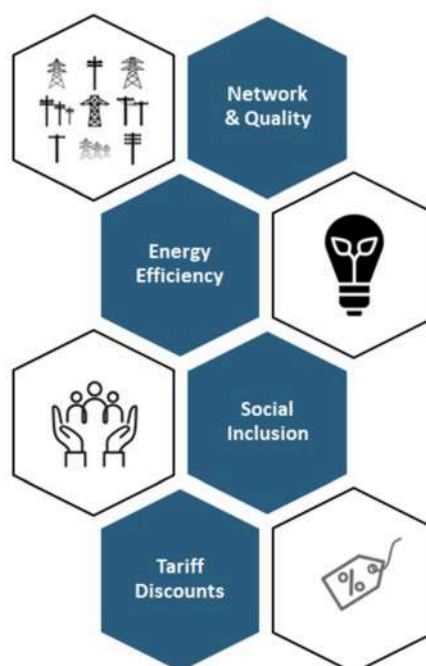 Network
& Quality
Energy
Efficiency
Social
Inclusion
%
Tariff
Discounts